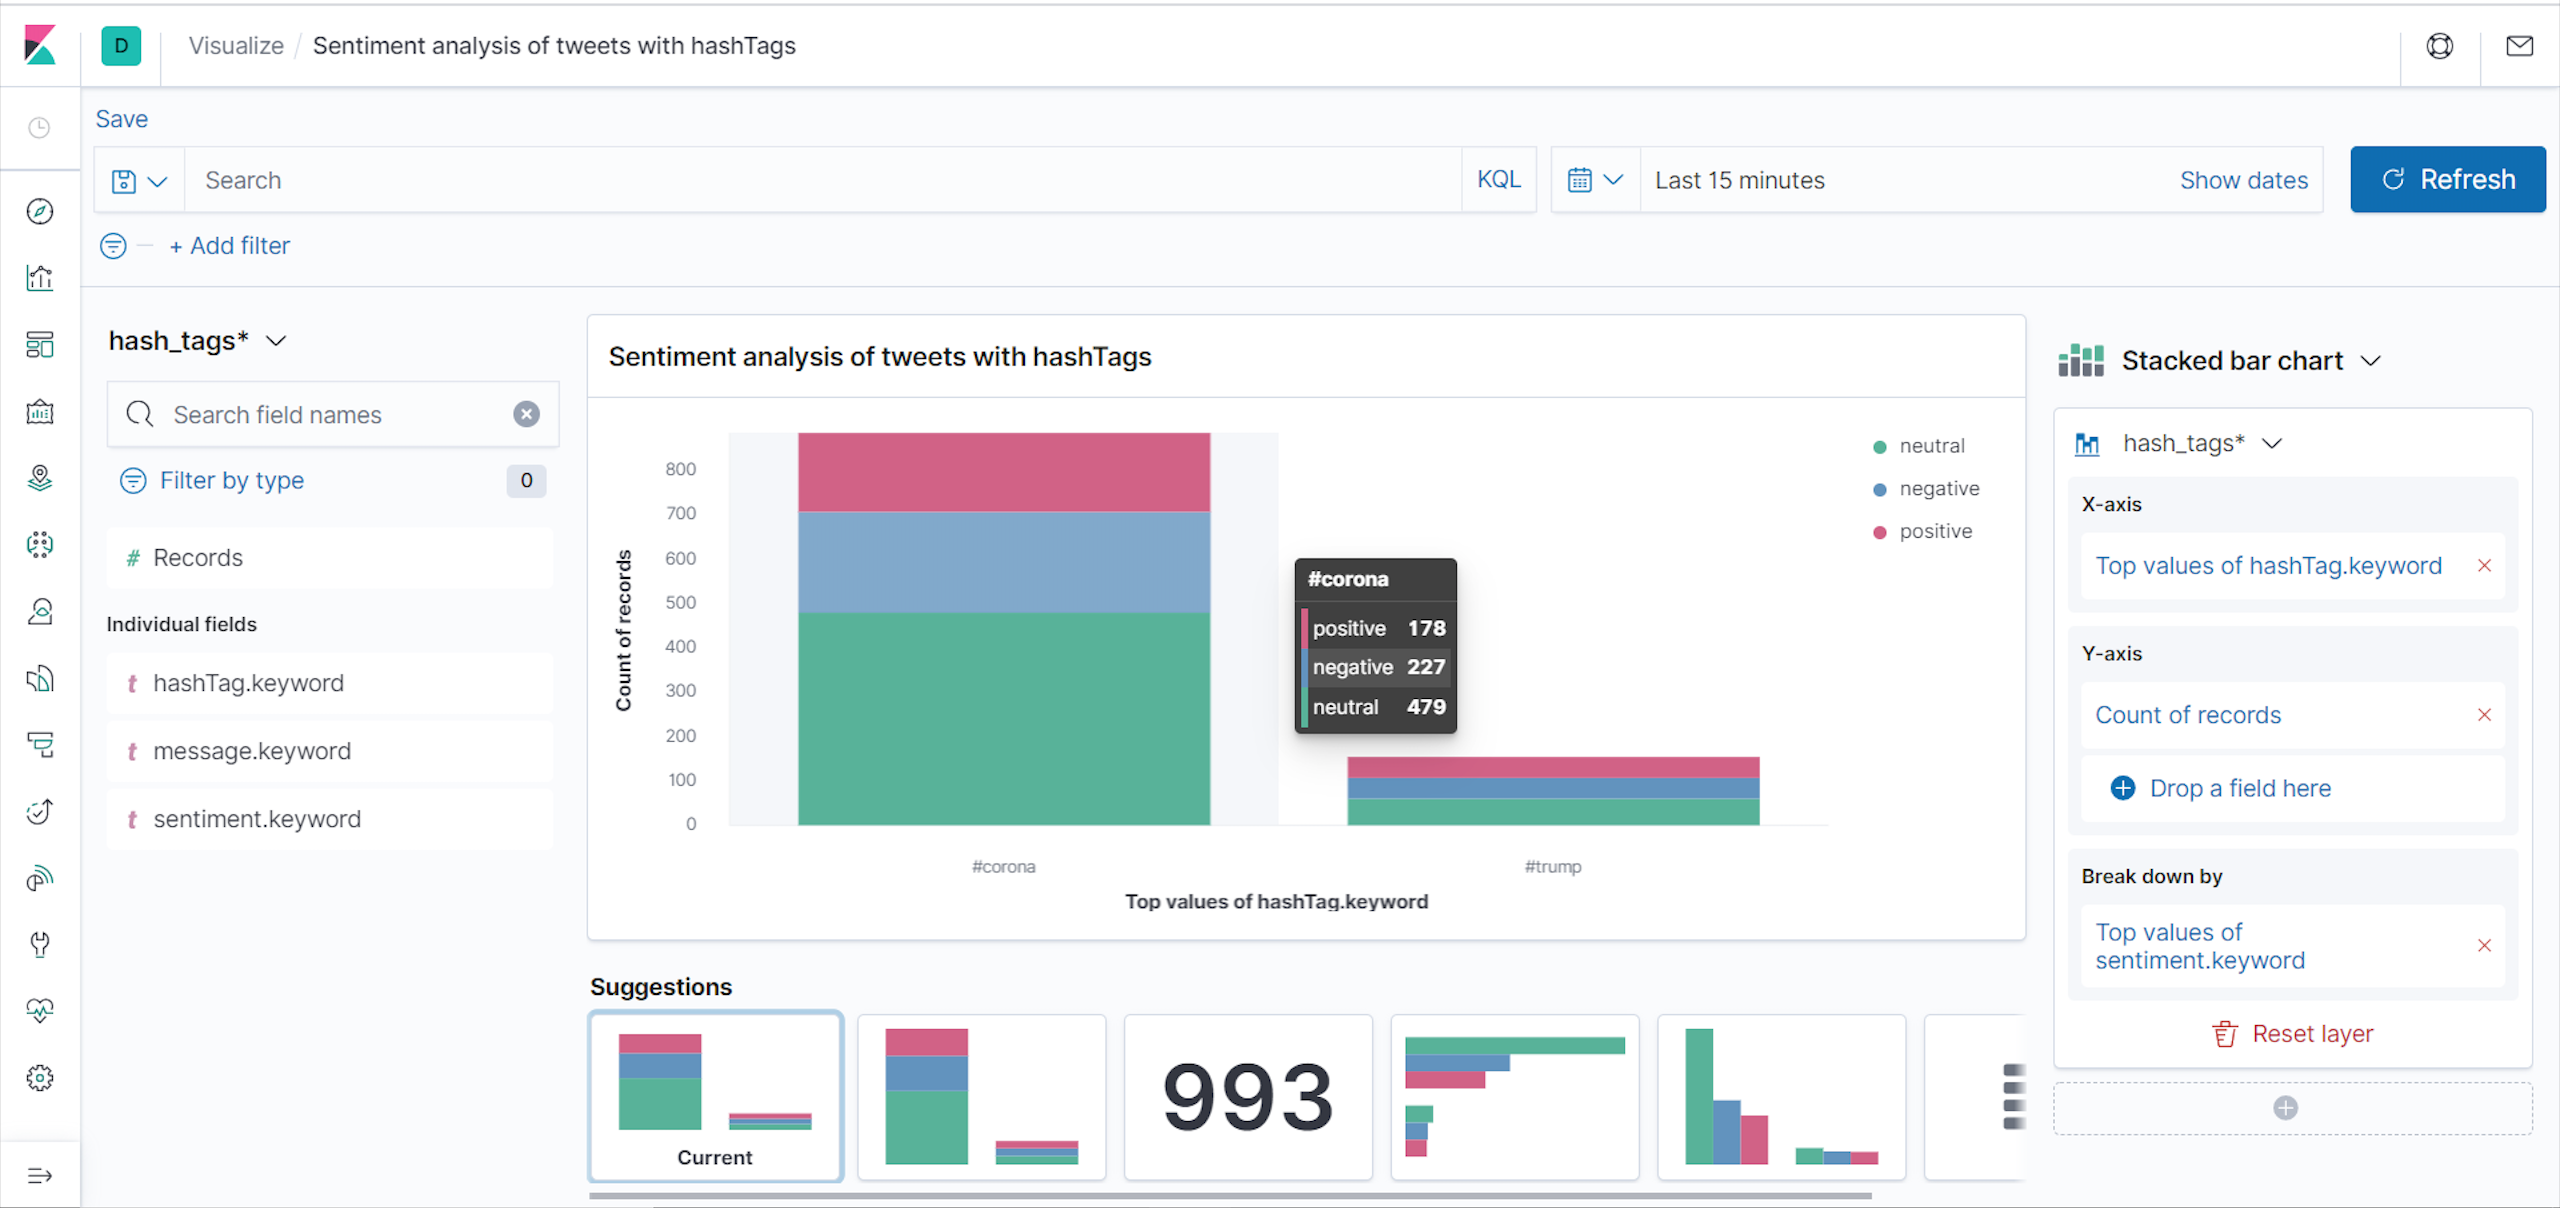 D
Visualize / Sentiment analysis of tweets with hashTags
Save
Search
KQL
Last 15 minutes
Show dates
Refresh
+ Add filter
hash_tags*
Search field names
Filter by type
0
# Records
Individual fields
t hashTag.keyword
t message.keyword
t sentiment.keyword
Sentiment analysis of tweets with hashTags
Count of records
800
700
600
500
400
300
200
100
0
#corona
#trump
Top values of hashTag.keyword
neutral
negative
positive
#corona
positive 178
negative 227
neutral 479
Suggestions
Current
993
Stacked bar chart
hash_tags*
X-axis
Top values of hashTag.keyword
Y-axis
Count of records
Drop a field here
Break down by
Top values of
sentiment.keyword
Reset layer